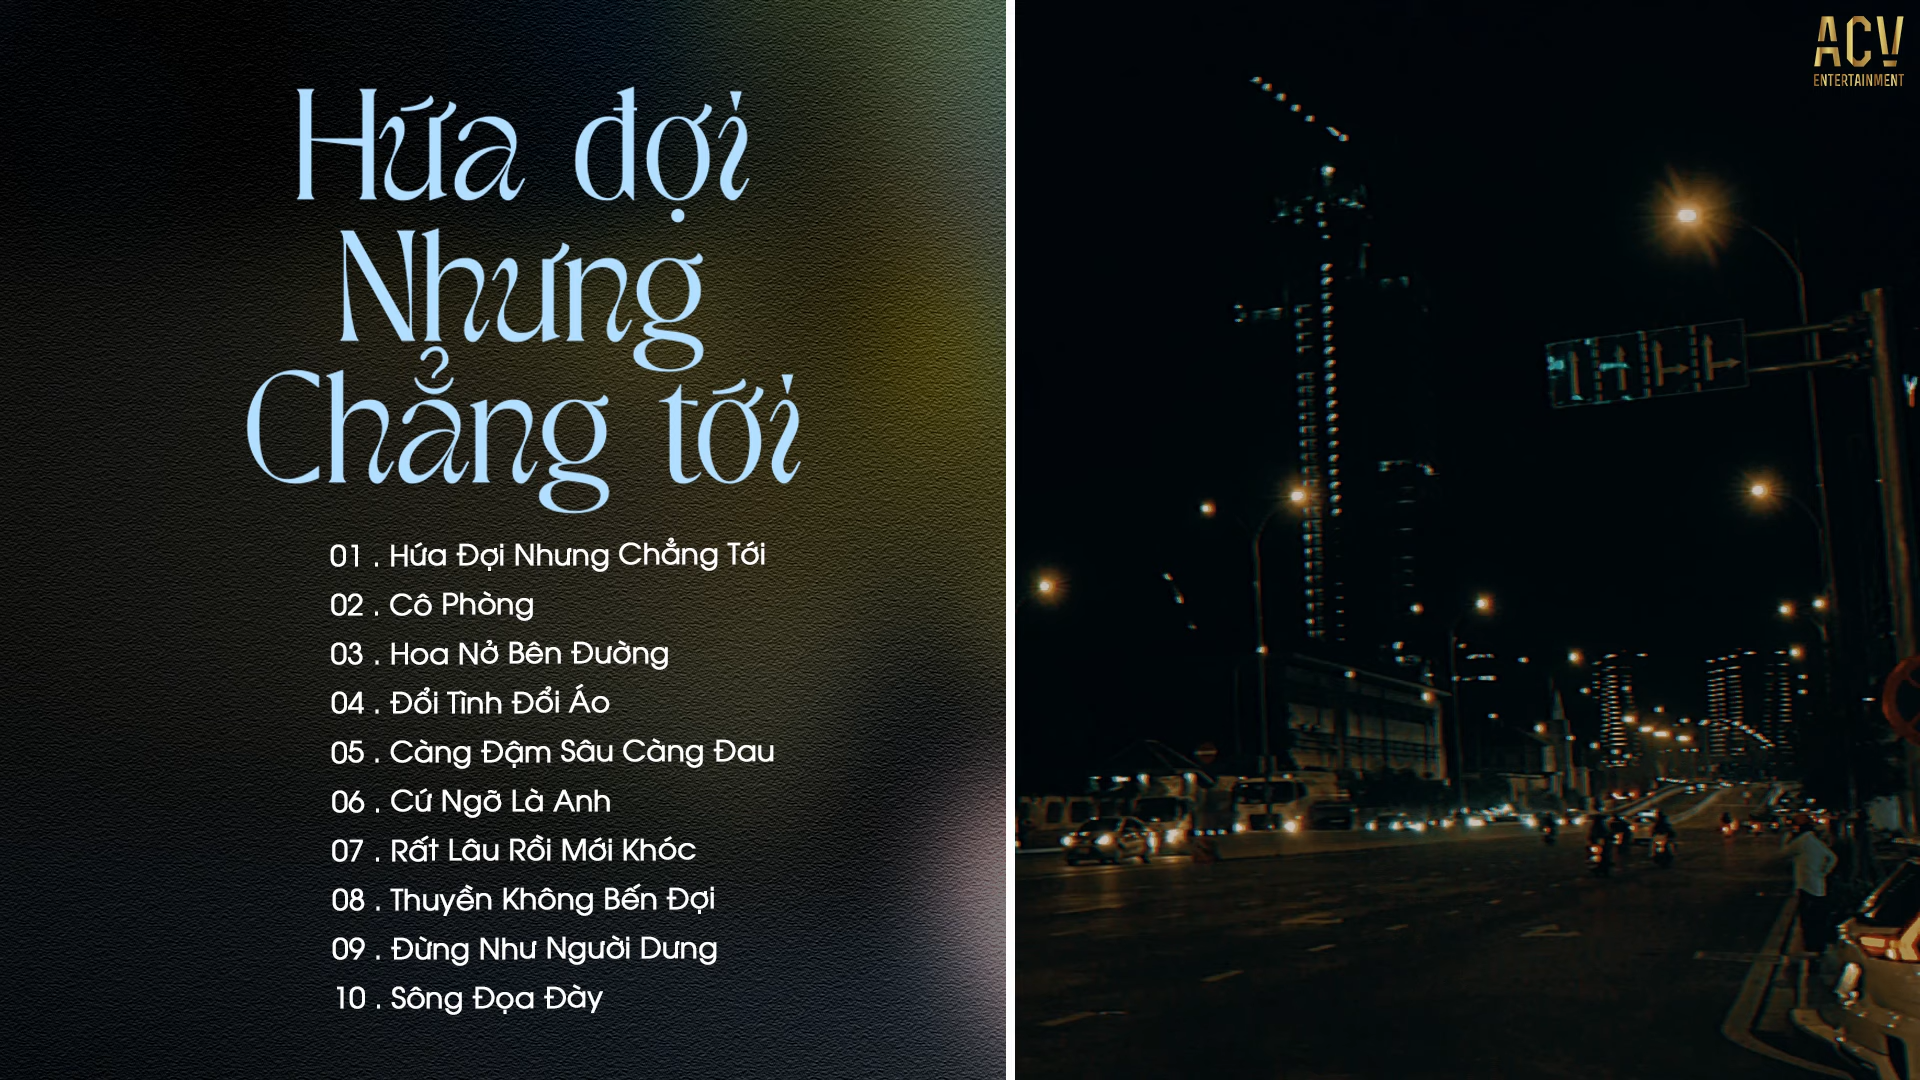 Hứa đợi
Nhưng
Chẳng tới
01 . Hứa Đợi Nhưng Chẳng Tới
02 . Cô Phòng
03 . Hoa Nở Bên Đường
04 . Đổi Tình Đổi Áo
05 . Càng Đậm Sâu Càng Đau
06 . Cứ Ngỡ Là Anh
07 . Rất Lâu Rồi Mới Khóc
08 . Thuyền Không Bến Đợi
09 . Đừng Như Người Dưng
10 . Sông Đọa Đày
ACV
ENTERTAINMENT